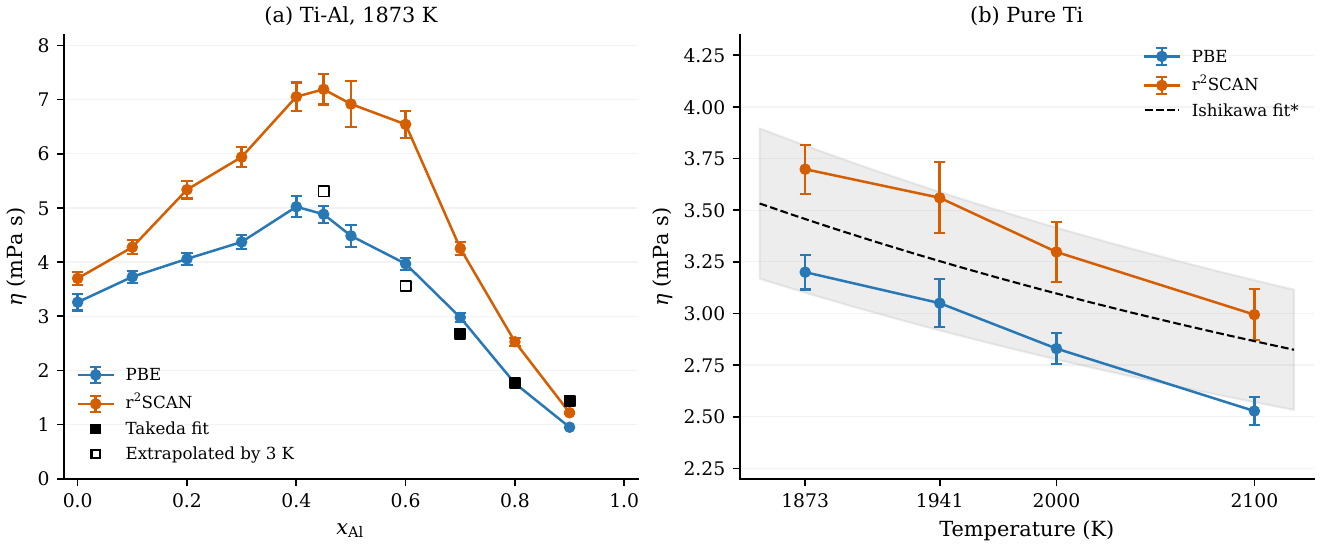 (a) Ti-Al, 1873 K
8
7
6
5
4
3
2
1
0
η (mPa s)
PBE
r²SCAN
Takeda fit
Extrapolated by 3 K
0.0 0.2 0.4 0.6 0.8 1.0
xAl
(b) Pure Ti
4.25
4.00
3.75
3.50
3.25
3.00
2.75
2.50
2.25
η (mPa s)
PBE
r²SCAN
Ishikawa fit*
1873 1941 2000 2100
Temperature (K)